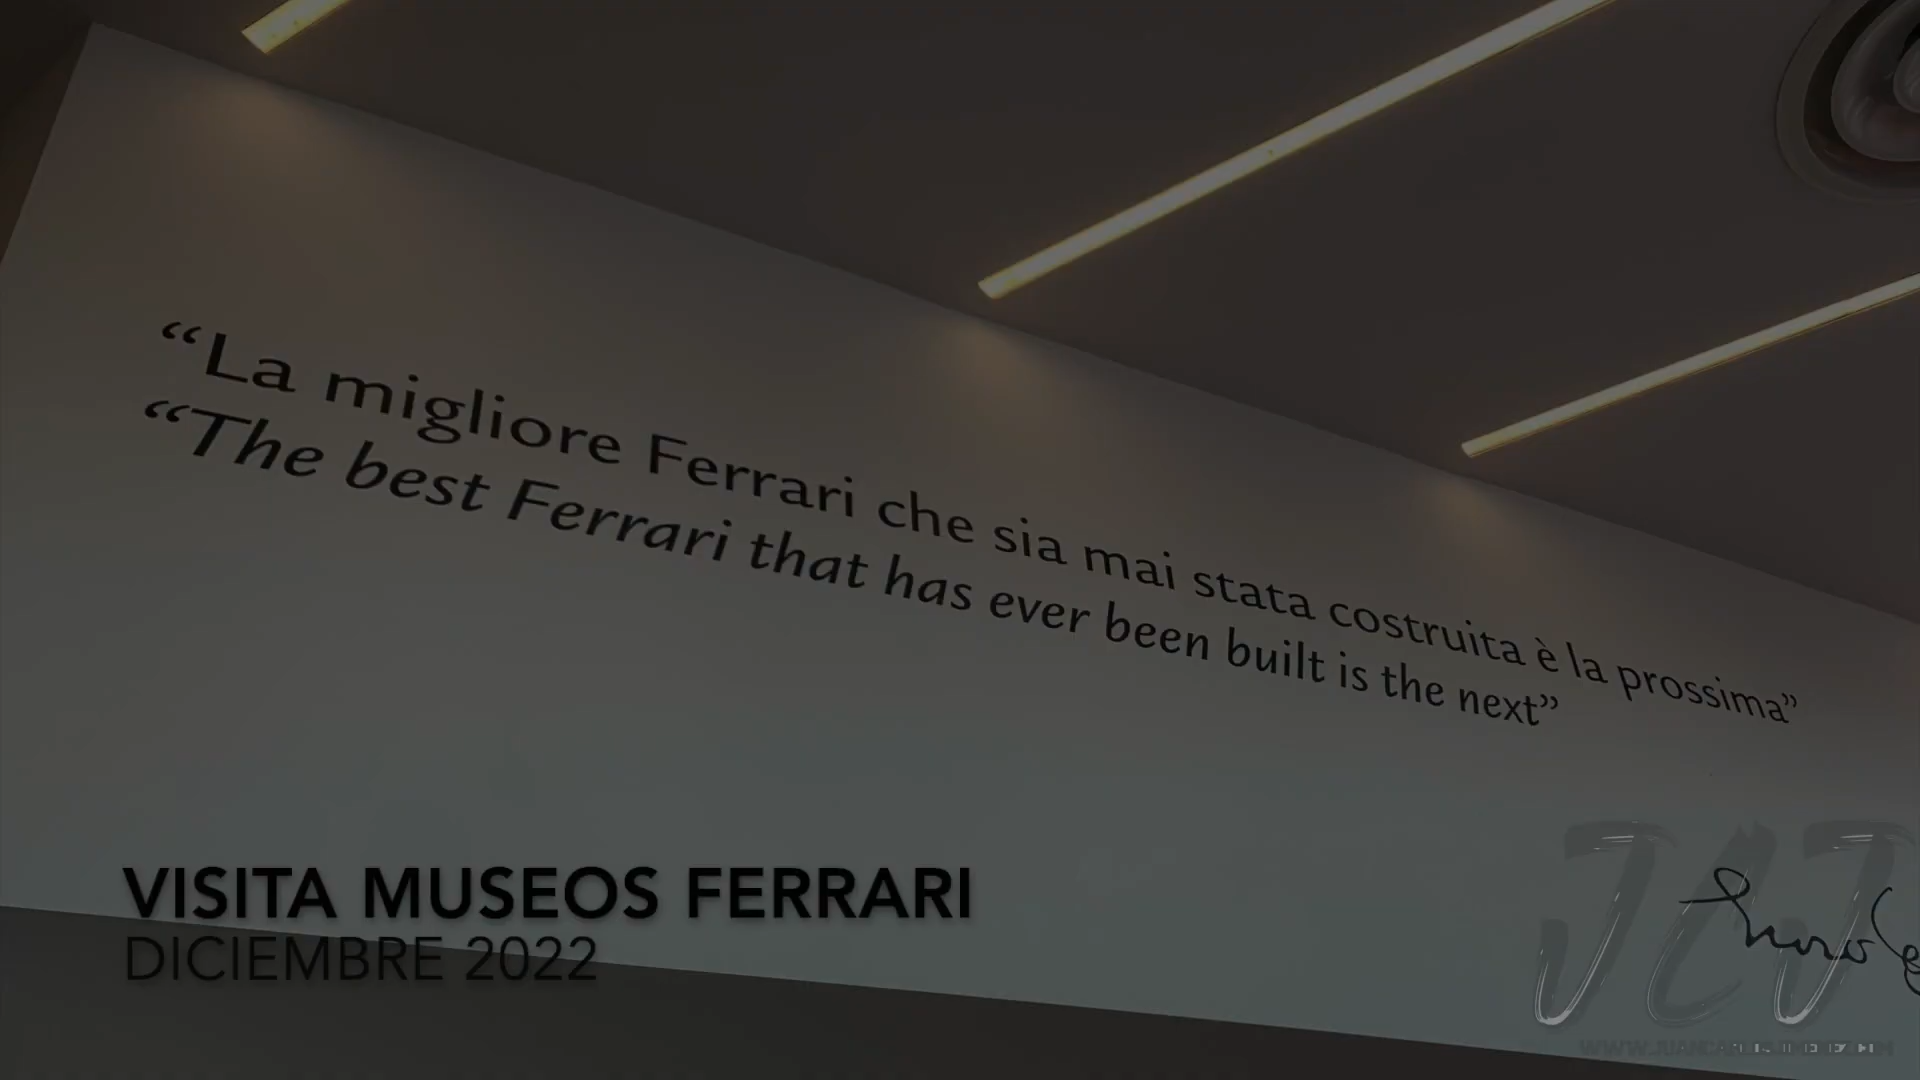 “La migliore Ferrari che sia mai stata costruita è la prossima”
“The best Ferrari that has ever been built is the next”
VISITA MUSEOS FERRARI
DICIEMBRE 2022
JCJ